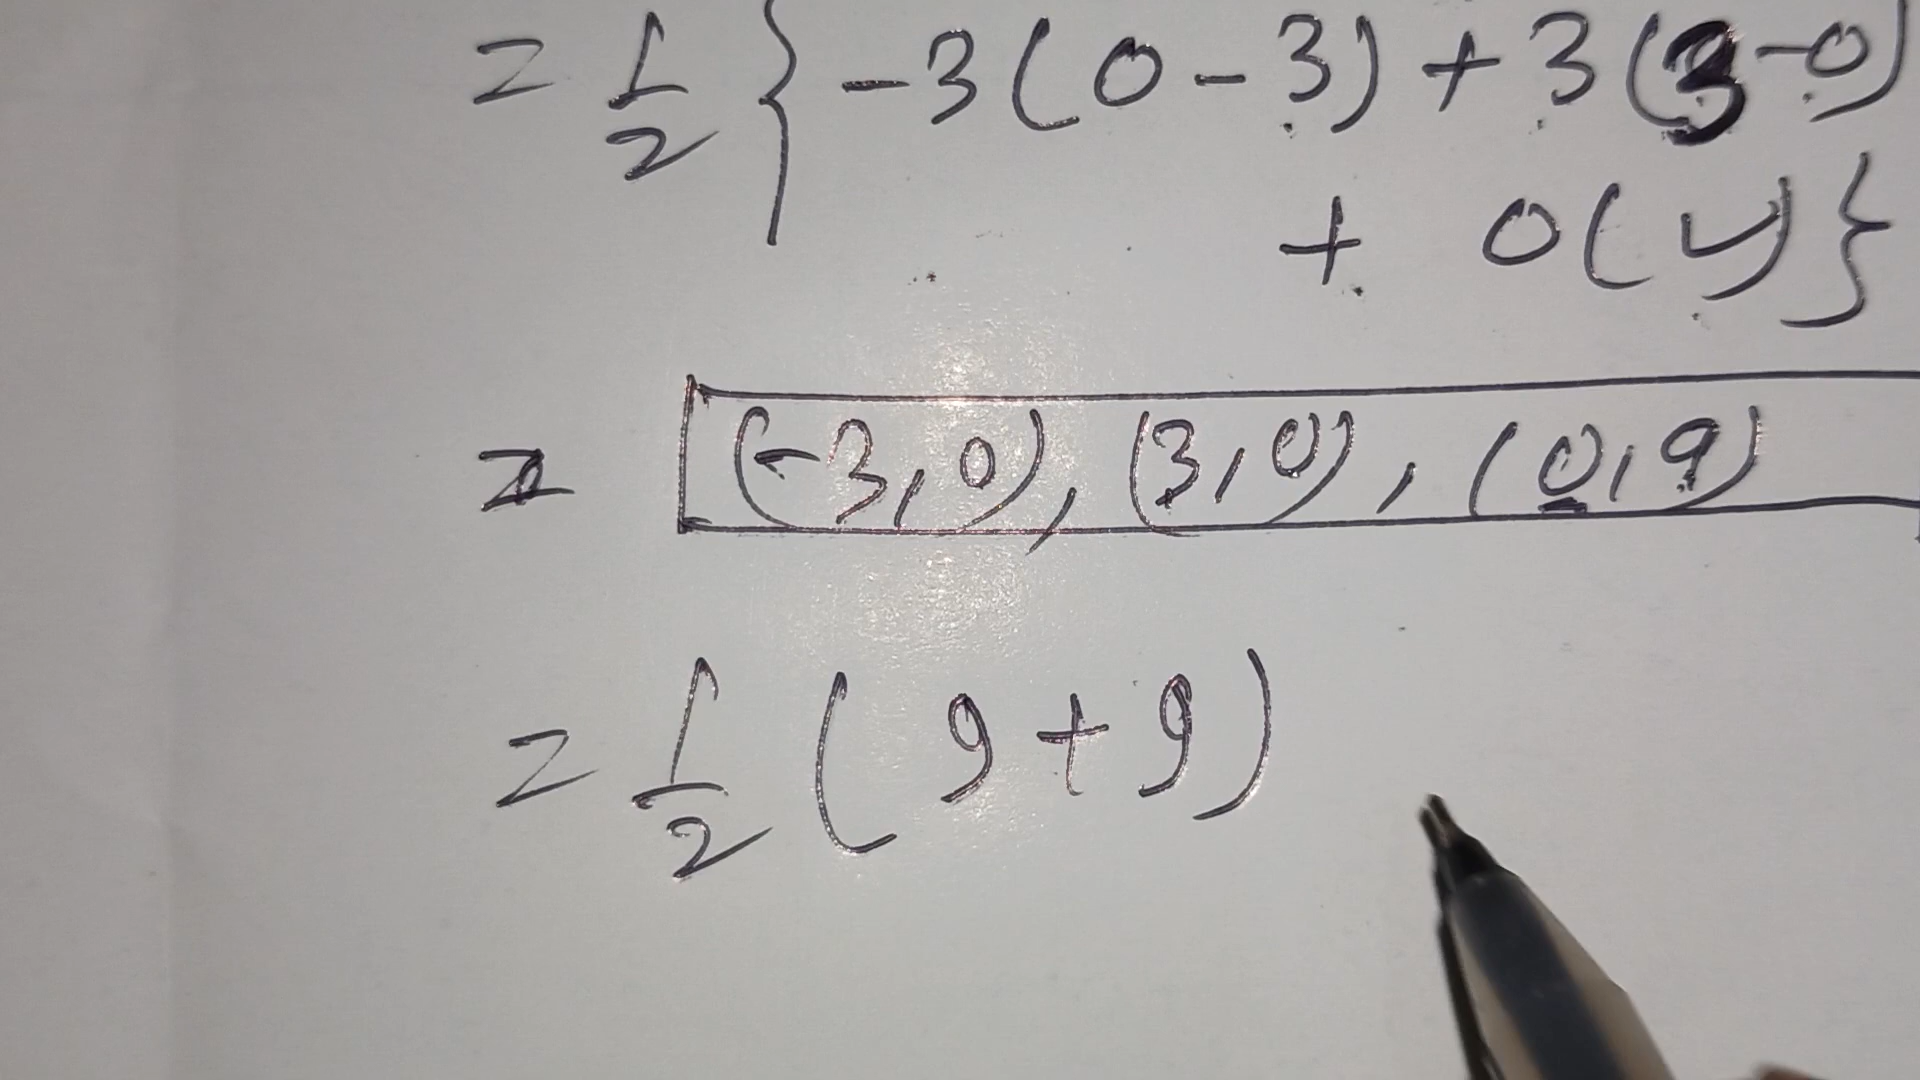 = 1/2 { -3(0-3) + 3(3-0)
+ 0( ) }
= (-3,0), (3,0), (0,9)
= 1/2 (9+9)